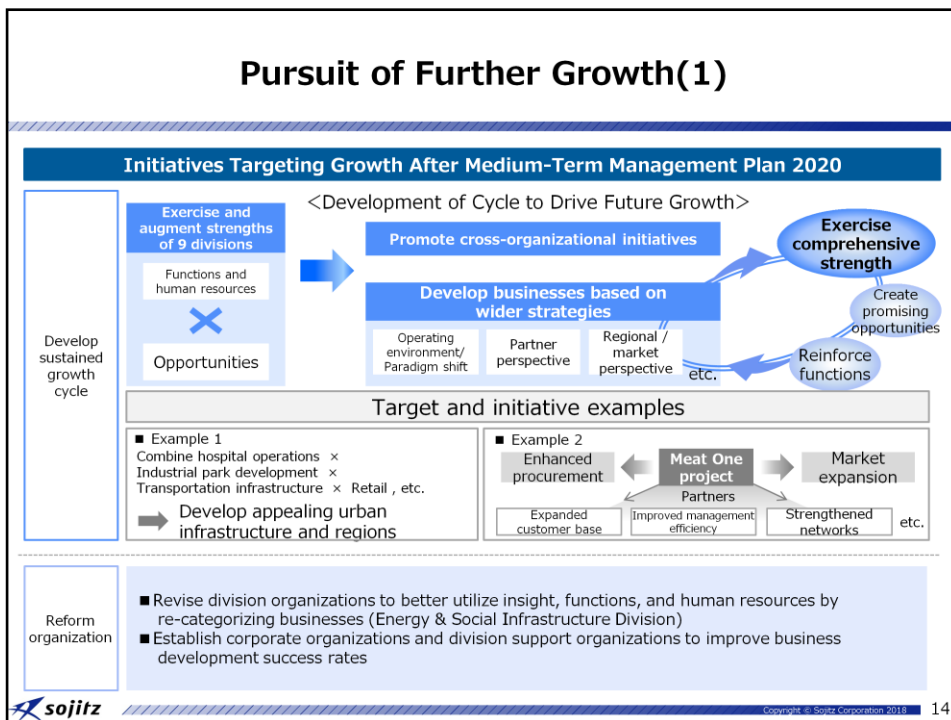 Pursuit of Further Growth(1)
Initiatives Targeting Growth After Medium-Term Management Plan 2020
Develop
sustained
growth
cycle
<Development of Cycle to Drive Future Growth>
Exercise and
augment strengths
of 9 divisions
Functions and
human resources
×
Opportunities
Promote cross-organizational initiatives
Develop businesses based on
wider strategies
Operating
environment/
Paradigm shift
Partner
perspective
Regional /
market
perspective
etc.
Exercise
comprehensive
strength
Create
promising
opportunities
Reinforce
functions
Target and initiative examples
■ Example 1
Combine hospital operations ×
Industrial park development ×
Transportation infrastructure × Retail , etc.
Develop appealing urban
infrastructure and regions
■ Example 2
Enhanced
procurement
Meat One
project
Market
expansion
Partners
Expanded
customer base
Improved management
efficiency
Strengthened
networks
etc.
Reform
organization
■ Revise division organizations to better utilize insight, functions, and human resources by
re-categorizing businesses (Energy & Social Infrastructure Division)
■ Establish corporate organizations and division support organizations to improve business
development success rates
sojitz
Copyright © Sojitz Corporation 2018
14